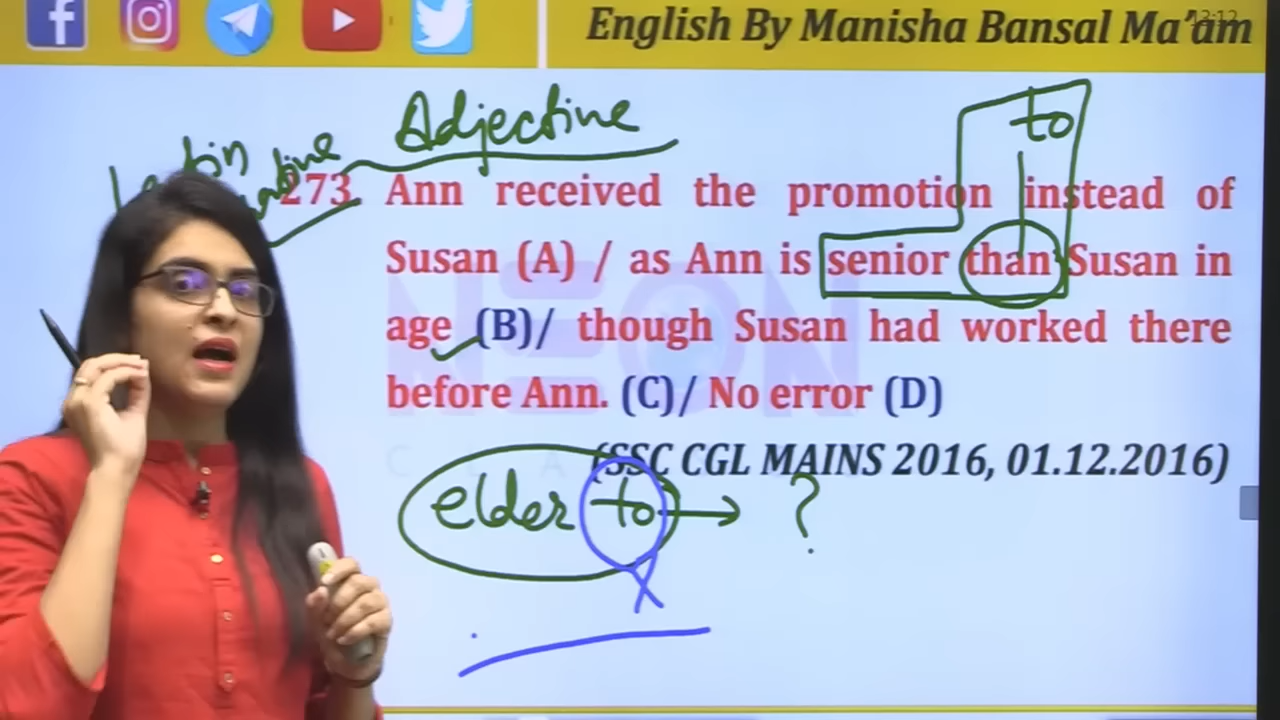 English By Manisha Bansal Ma'am
13:12
Adjective
to
273. Ann received the promotion instead of
Susan (A) / as Ann is senior than Susan in
age (B)/ though Susan had worked there
before Ann. (C)/ No error (D)
(SSC CGL MAINS 2016, 01.12.2016)
elder to → ?